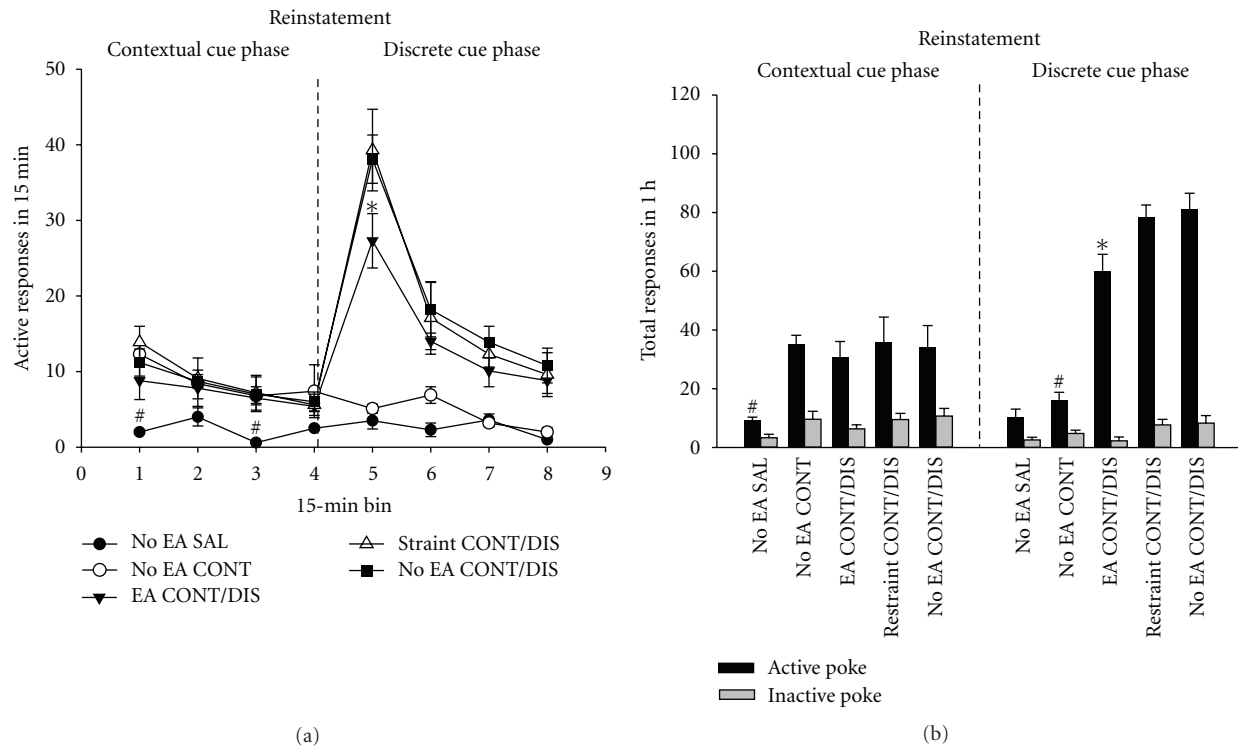 Reinstatement
Contextual cue phase
Discrete cue phase
50
40
30
20
10
0
Active responses in 15 min
*
#
#
0 1 2 3 4 5 6 7 8 9
15-min bin
No EA SAL
No EA CONT
EA CONT/DIS
Straint CONT/DIS
No EA CONT/DIS
(a)
Reinstatement
Contextual cue phase
Discrete cue phase
120
100
80
60
40
20
0
Total responses in 1 h
#
#
*
No EA SAL
No EA CONT
EA CONT/DIS
Restraint CONT/DIS
No EA CONT/DIS
No EA SAL
No EA CONT
EA CONT/DIS
Restraint CONT/DIS
No EA CONT/DIS
Active poke
Inactive poke
(b)